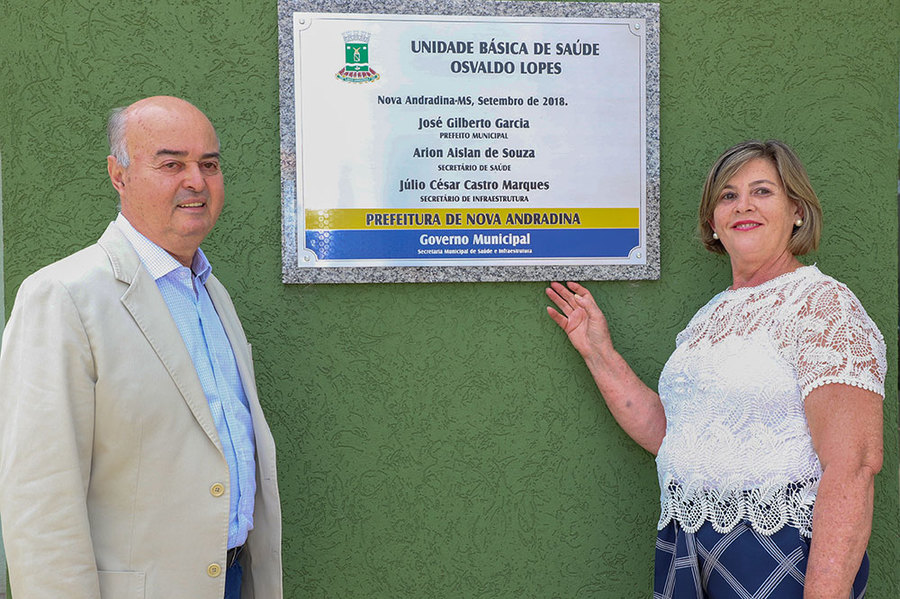 UNIDADE BÁSICA DE SAÚDE
OSVALDO LOPES
Nova Andradina-MS, Setembro de 2018.
José Gilberto Garcia
PREFEITO MUNICIPAL
Arion Aislan de Souza
SECRETÁRIO DE SAÚDE
Júlio César Castro Marques
SECRETÁRIO DE INFRAESTRUTURA
PREFEITURA DE NOVA ANDRADINA
Governo Municipal
Secretaria Municipal de Saúde e Infraestrutura